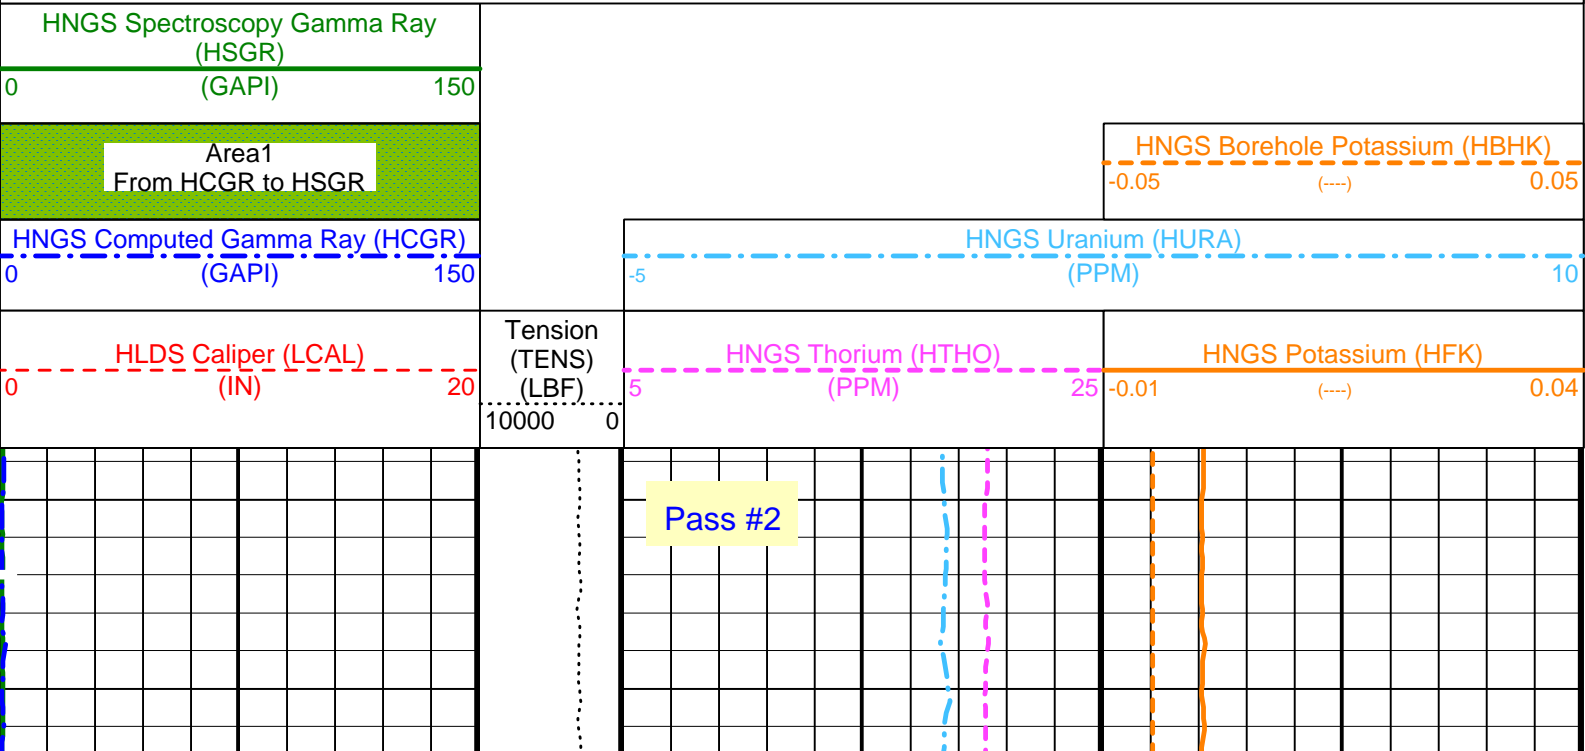 HNGS Spectroscopy Gamma Ray
(HSGR)
0 (GAPI) 150
Area1
From HCGR to HSGR
HNGS Borehole Potassium (HBHK)
-0.05 (----) 0.05
HNGS Computed Gamma Ray (HCGR)
0 (GAPI) 150
HNGS Uranium (HURA)
-5 (PPM) 10
HLDS Caliper (LCAL)
0 (IN) 20
Tension
(TENS)
(LBF)
10000 0
HNGS Thorium (HTHO)
5 (PPM) 25
HNGS Potassium (HFK)
-0.01 (----) 0.04
Pass #2